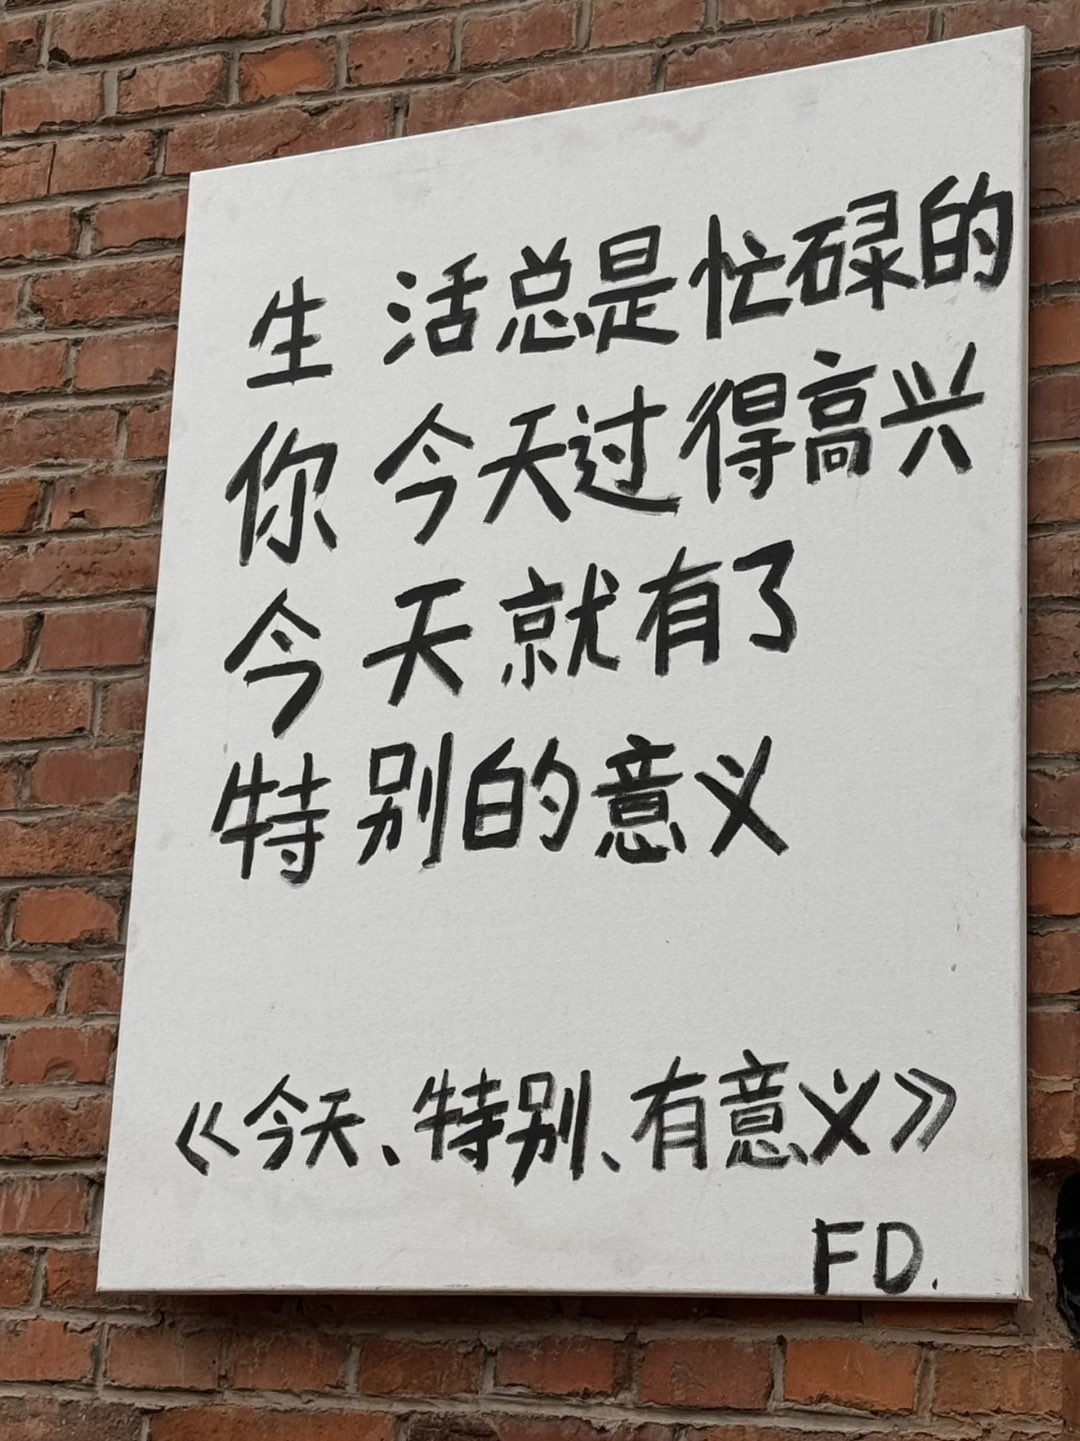 生活总是忙碌的
你今天过得高兴
今天就有了
特别的意义
《今天、特别、有意义》
FD.